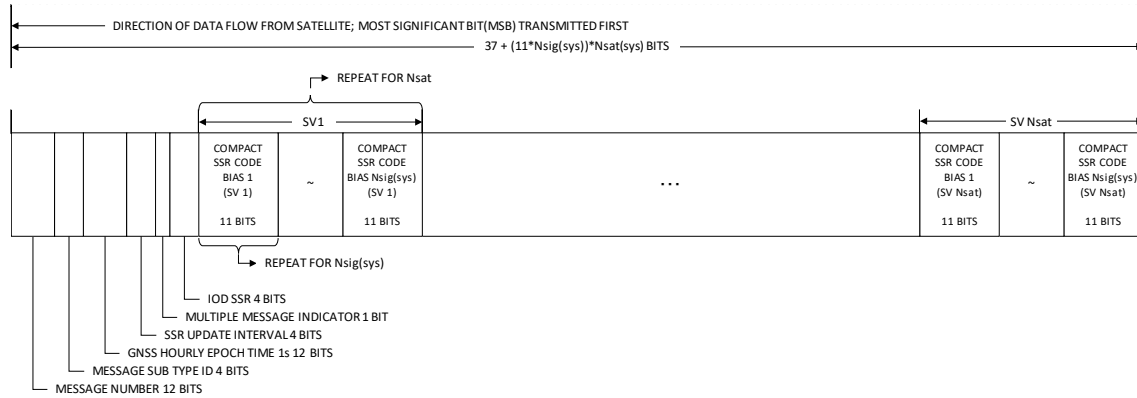 DIRECTION OF DATA FLOW FROM SATELLITE; MOST SIGNIFICANT BIT(MSB) TRANSMITTED FIRST
37 + (11*Nsig(sys))*Nsat(sys) BITS
REPEAT FOR Nsat
SV1
SV Nsat
COMPACT
SSR CODE
BIAS 1
(SV 1)
11 BITS
~
COMPACT
SSR CODE
BIAS Nsig(sys)
(SV 1)
11 BITS
...
COMPACT
SSR CODE
BIAS 1
(SV Nsat)
11 BITS
~
COMPACT
SSR CODE
BIAS Nsig(sys)
(SV Nsat)
11 BITS
REPEAT FOR Nsig(sys)
IOD SSR 4 BITS
MULTIPLE MESSAGE INDICATOR 1 BIT
SSR UPDATE INTERVAL 4 BITS
GNSS HOURLY EPOCH TIME 1s 12 BITS
MESSAGE SUB TYPE ID 4 BITS
MESSAGE NUMBER 12 BITS